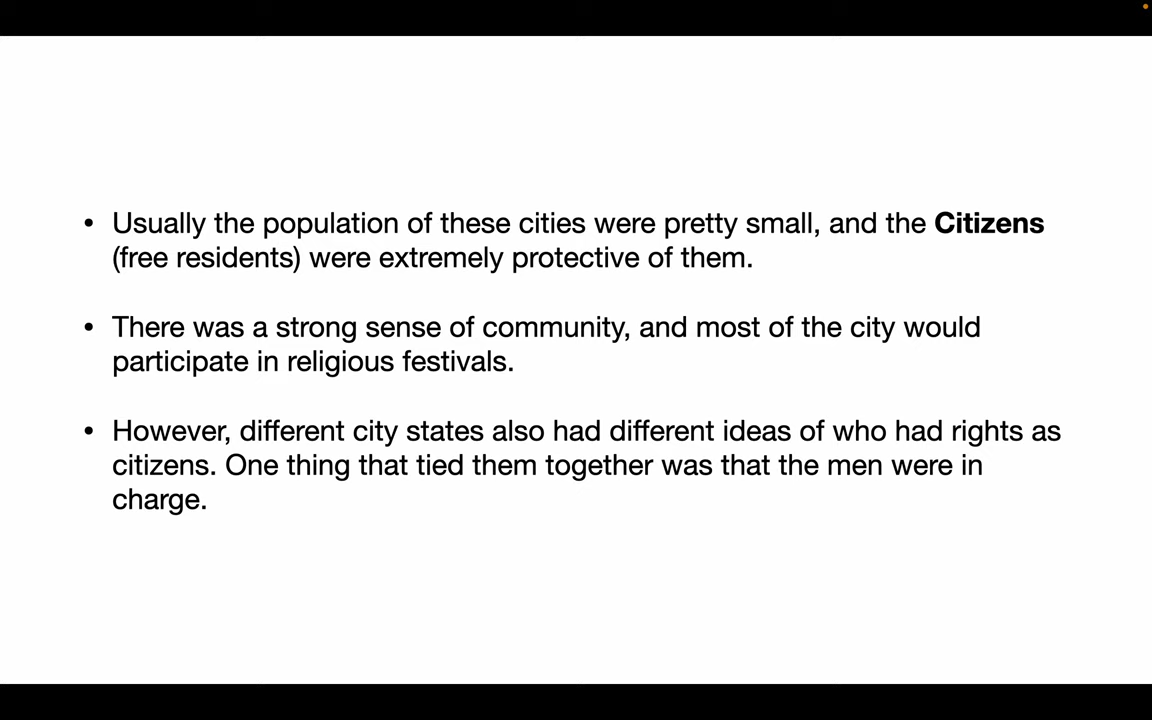 • Usually the population of these cities were pretty small, and the Citizens
(free residents) were extremely protective of them.
• There was a strong sense of community, and most of the city would
participate in religious festivals.
• However, different city states also had different ideas of who had rights as
citizens. One thing that tied them together was that the men were in
charge.